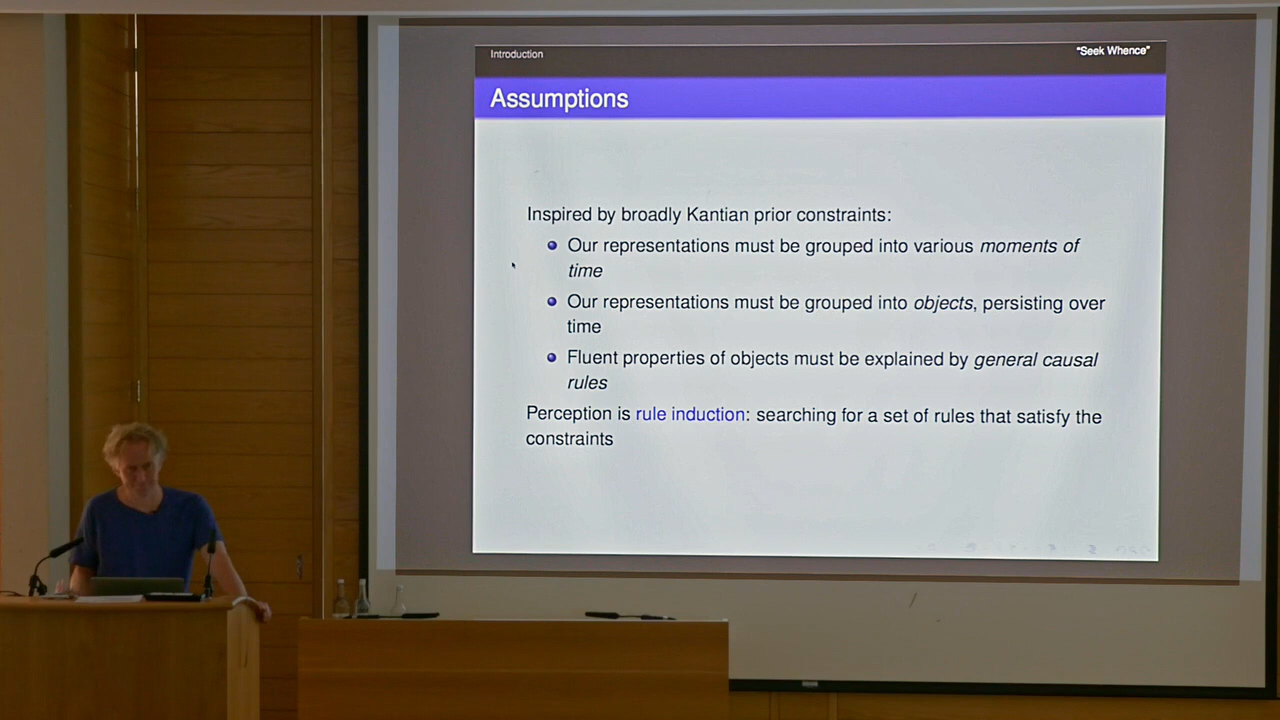 Introduction
"Seek Whence"
Assumptions
Inspired by broadly Kantian prior constraints:
Our representations must be grouped into various moments of
time
Our representations must be grouped into objects, persisting over
time
Fluent properties of objects must be explained by general causal
rules
Perception is rule induction: searching for a set of rules that satisfy the
constraints